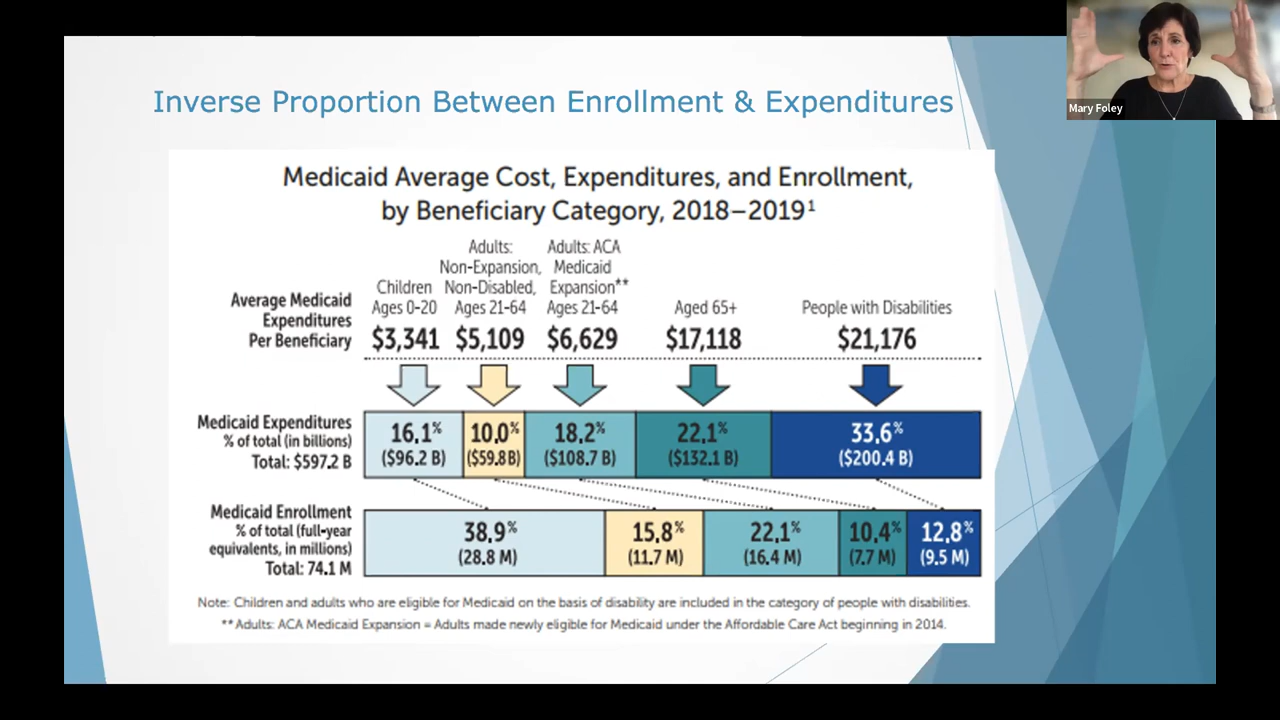 Mary Foley
Inverse Proportion Between Enrollment & Expenditures
Medicaid Average Cost, Expenditures, and Enrollment,
by Beneficiary Category, 2018–2019¹
Average Medicaid
Expenditures
Per Beneficiary
Children
Ages 0-20
$3,341
Adults:
Non-Expansion,
Non-Disabled,
Ages 21-64
$5,109
Adults: ACA
Medicaid
Expansion**
Ages 21-64
$6,629
Aged 65+
$17,118
People with Disabilities
$21,176
Medicaid Expenditures
% of total (in billions)
Total: $597.2 B
16.1%
($96.2 B)
10.0%
($59.8B)
18.2%
($108.7 B)
22.1%
($132.1 B)
33.6%
($200.4 B)
Medicaid Enrollment
% of total (full-year
equivalents, in millions)
Total: 74.1 M
38.9%
(28.8 M)
15.8%
(11.7 M)
22.1%
(16.4 M)
10.4%
(7.7 M)
12.8%
(9.5 M)
Note: Children and adults who are eligible for Medicaid on the basis of disability are included in the category of people with disabilities.
**Adults: ACA Medicaid Expansion = Adults made newly eligible for Medicaid under the Affordable Care Act beginning in 2014.